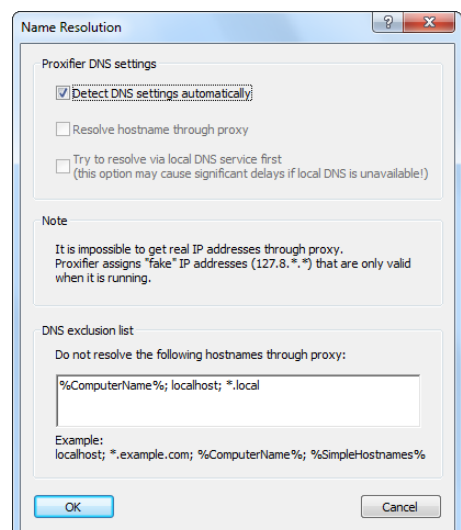 Name Resolution
Proxifier DNS settings
Detect DNS settings automatically
Resolve hostname through proxy
Try to resolve via local DNS service first
(this option may cause significant delays if local DNS is unavailable!)
Note
It is impossible to get real IP addresses through proxy.
Proxifier assigns "fake" IP addresses (127.8.*.*) that are only valid
when it is running.
DNS exclusion list
Do not resolve the following hostnames through proxy:
%ComputerName%; localhost; *.local
Example:
localhost; *.example.com; %ComputerName%; %SimpleHostnames%
OK
Cancel